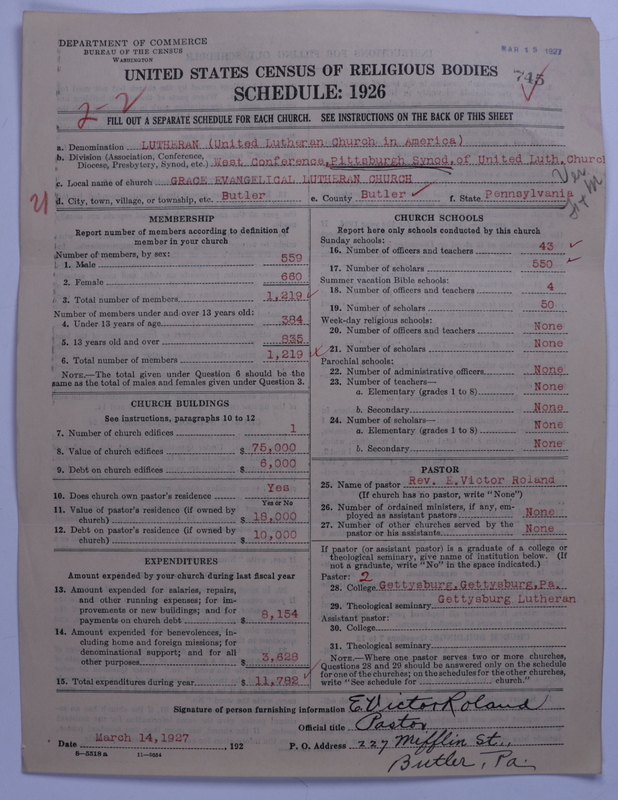 DEPARTMENT OF COMMERCE
BUREAU OF THE CENSUS
WASHINGTON
MAR 15 1927
UNITED STATES CENSUS OF RELIGIOUS BODIES
745
SCHEDULE: 1926
2-2
FILL OUT A SEPARATE SCHEDULE FOR EACH CHURCH. SEE INSTRUCTIONS ON THE BACK OF THIS SHEET
a. Denomination LUTHERAN (United Lutheran Church in America)
b. Division (Association, Conference, Diocese, Presbytery, Synod, etc.) West Conference, Pittsburgh Synod, of United Luth. Church
c. Local name of church GRACE EVANGELICAL LUTHERAN CHURCH
d. City, town, village, or township, etc. Butler e. County Butler f. State Pennsylvania
MEMBERSHIP
Report number of members according to definition of
member in your church
Number of members, by sex:
1. Male 559
2. Female 660
3. Total number of members 1,219
Number of members under and over 13 years old:
4. Under 13 years of age 384
5. 13 years old and over 835
6. Total number of members 1,219
NOTE.—The total given under Question 6 should be the
same as the total of males and females given under Question 3.
CHURCH BUILDINGS
See instructions, paragraphs 10 to 12
7. Number of church edifices 1
8. Value of church edifices $ 75,000
9. Debt on church edifices $ 6,000
10. Does church own pastor's residence Yes
Yes or No
11. Value of pastor's residence (if owned by
church) $ 18,000
12. Debt on pastor's residence (if owned by
church) $ 10,000
EXPENDITURES
Amount expended by your church during last fiscal year
13. Amount expended for salaries, repairs,
and other running expenses; for im-
provements or new buildings; and for
payments on church debt $ 8,154
14. Amount expended for benevolences, in-
cluding home and foreign missions; for
denominational support; and for all
other purposes $ 3,628
15. Total expenditures during year $ 11,782
CHURCH SCHOOLS
Report here only schools conducted by this church
Sunday schools:
16. Number of officers and teachers 43
17. Number of scholars 550
Summer vacation Bible schools:
18. Number of officers and teachers 4
19. Number of scholars 50
Week-day religious schools:
20. Number of officers and teachers None
21. Number of scholars None
Parochial schools:
22. Number of administrative officers None
23. Number of teachers—
a. Elementary (grades 1 to 8) None
b. Secondary None
24. Number of scholars—
a. Elementary (grades 1 to 8) None
b. Secondary None
PASTOR
25. Name of pastor Rev. E.Victor Roland
(If church has no pastor, write "None")
26. Number of ordained ministers, if any, em-
ployed as assistant pastors None
27. Number of other churches served by the
pastor or his assistants None
If pastor (or assistant pastor) is a graduate of a college or
theological seminary, give name of institution below. (If
not a graduate, write "No" in the space indicated.)
Pastor: 2
28. College Gettysburg, Gettysburg, Pa.
29. Theological seminary Gettysburg Lutheran
Assistant pastor:
30. College
31. Theological seminary
NOTE.—Where one pastor serves two or more churches,
Questions 28 and 29 should be answered only on the schedule
for one of the churches; on the schedules for the other churches,
write "See schedule for church."
Signature of person furnishing information E. Victor Roland
Official title Pastor
Date March 14, 1927, 192 P. O. Address 227 Mifflin St.,
Butler, Pa.
8-5518 a 11-9084